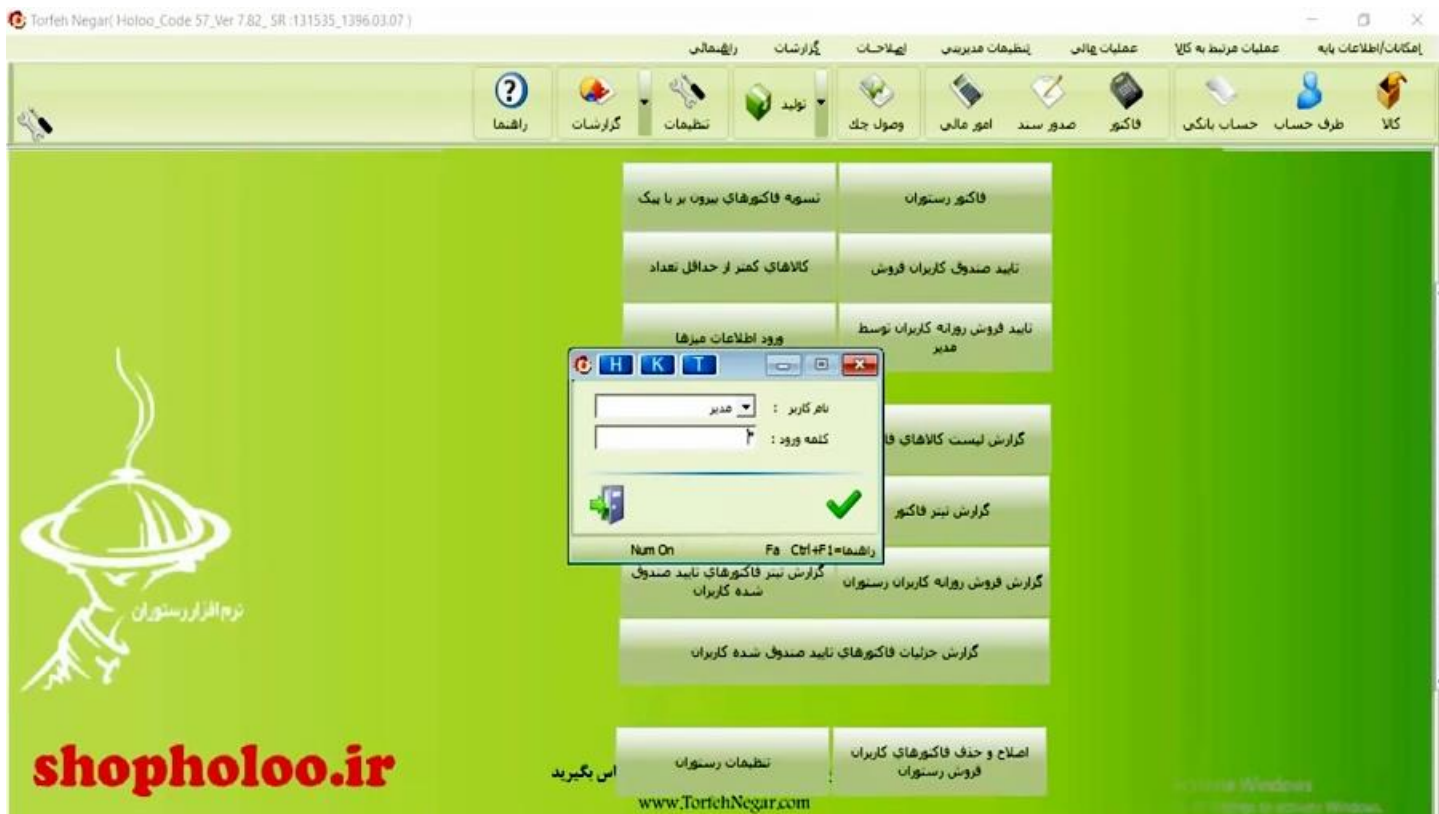 Torfeh Negar( Holoo_Code 57_Ver 7.82_ SR :131535_1396.03.07 )
امکانات/اطلاعات پایه عملیات مرتبط به کالا عملیات مالی تنظیمات مدیریتی اصلاحات گزارشات راهنمائی
کالا طرف حساب حساب بانکی فاکتور صدور سند امور مالی وصول چك تولید تنظیمات گزارشات راهنما
فاکتور رستوران
تسویه فاکتورهای بیرون بر با پیک
تایید صندوق کاربران فروش
کالاهای کمتر از حداقل تعداد
تایید فروش روزانه کاربران توسط
مدیر
ورود اطلاعات میزها
H K T
نام کاربر : مدیر
کلمه ورود :
Num On Fa Ctrl+F1=راهنما
گزارش لیست کالاهای
گزارش تیتر فاکتور
گزارش فروش روزانه کاربران رستوران
گزارش تیتر فاکتورهای تایید صندوق
شده کاربران
گزارش جزئیات فاکتورهای تایید صندوق شده کاربران
نرم افزار رستوران
اصلاح و حذف فاکتورهای کاربران
فروش رستوران
تنظیمات رستوران
اس بگیرید
shopholoo.ir
www.TorfehNegar.com